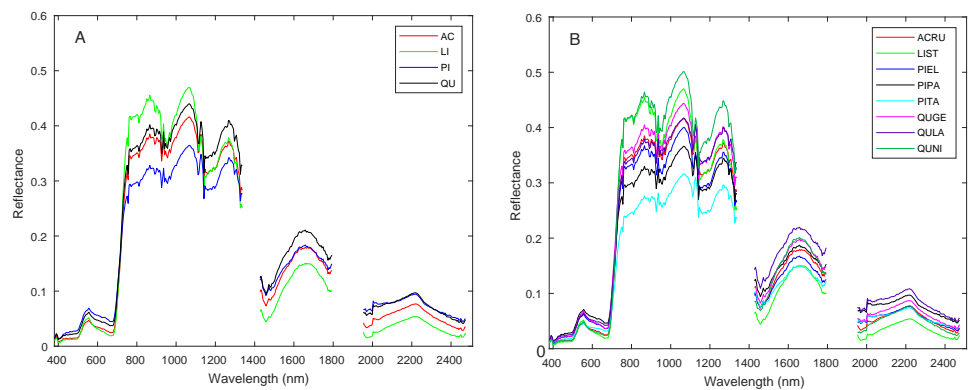 A
0.6
0.5
0.4
0.3
0.2
0.1
0
Reflectance
400 600 800 1000 1200 1400 1600 1800 2000 2200 2400
Wavelength (nm)
AC
LI
PI
QU
B
0.6
0.5
0.4
0.3
0.2
0.1
0
Reflectance
400 600 800 1000 1200 1400 1600 1800 2000 2200 2400
Wavelength (nm)
ACRU
LIST
PIEL
PIPA
PITA
QUGE
QULA
QUNI